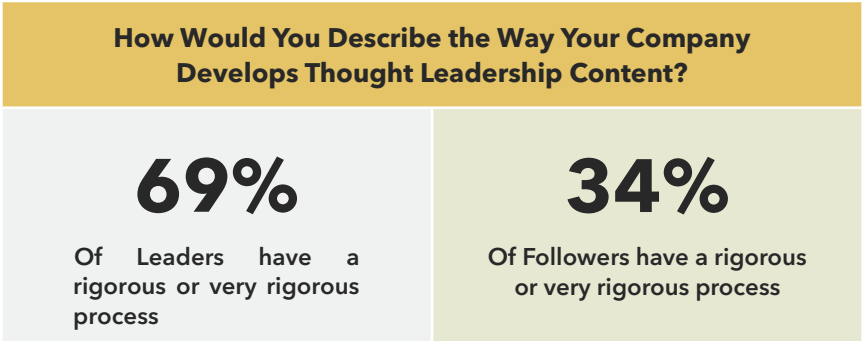 How Would You Describe the Way Your Company
Develops Thought Leadership Content?
69%
Of Leaders have a
rigorous or very rigorous
process
34%
Of Followers have a rigorous
or very rigorous process